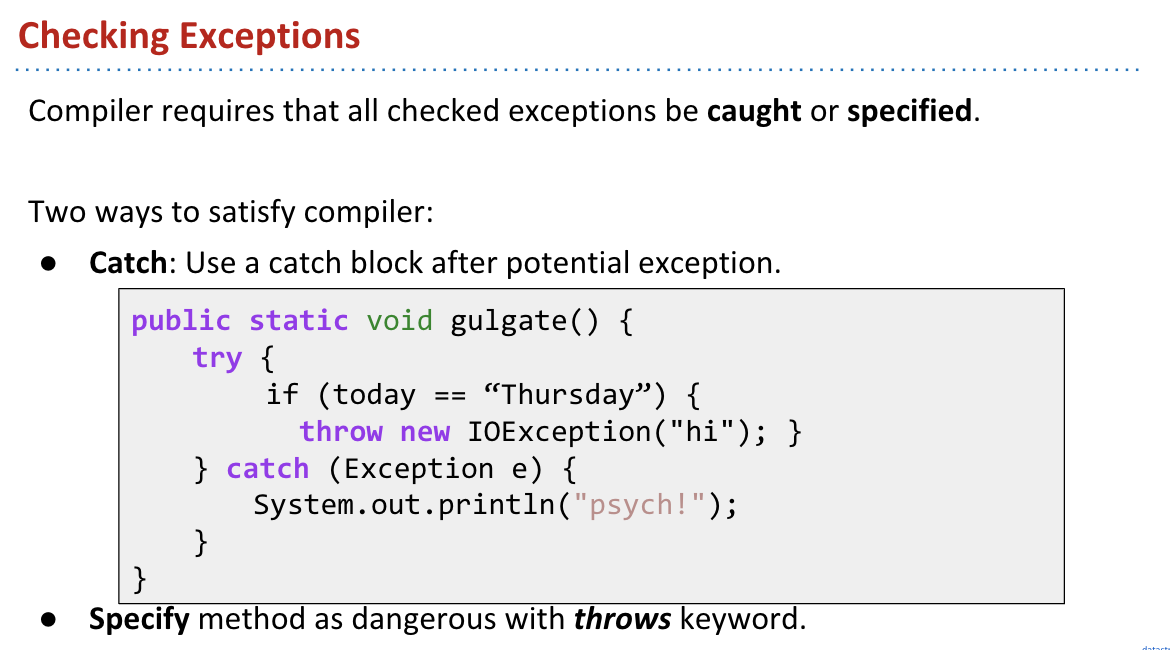 Checking Exceptions
Compiler requires that all checked exceptions be caught or specified.
Two ways to satisfy compiler:
● Catch: Use a catch block after potential exception.
public static void gulgate() {
try {
if (today == “Thursday”) {
throw new IOException("hi"); }
} catch (Exception e) {
System.out.println("psych!");
}
}
● Specify method as dangerous with throws keyword.